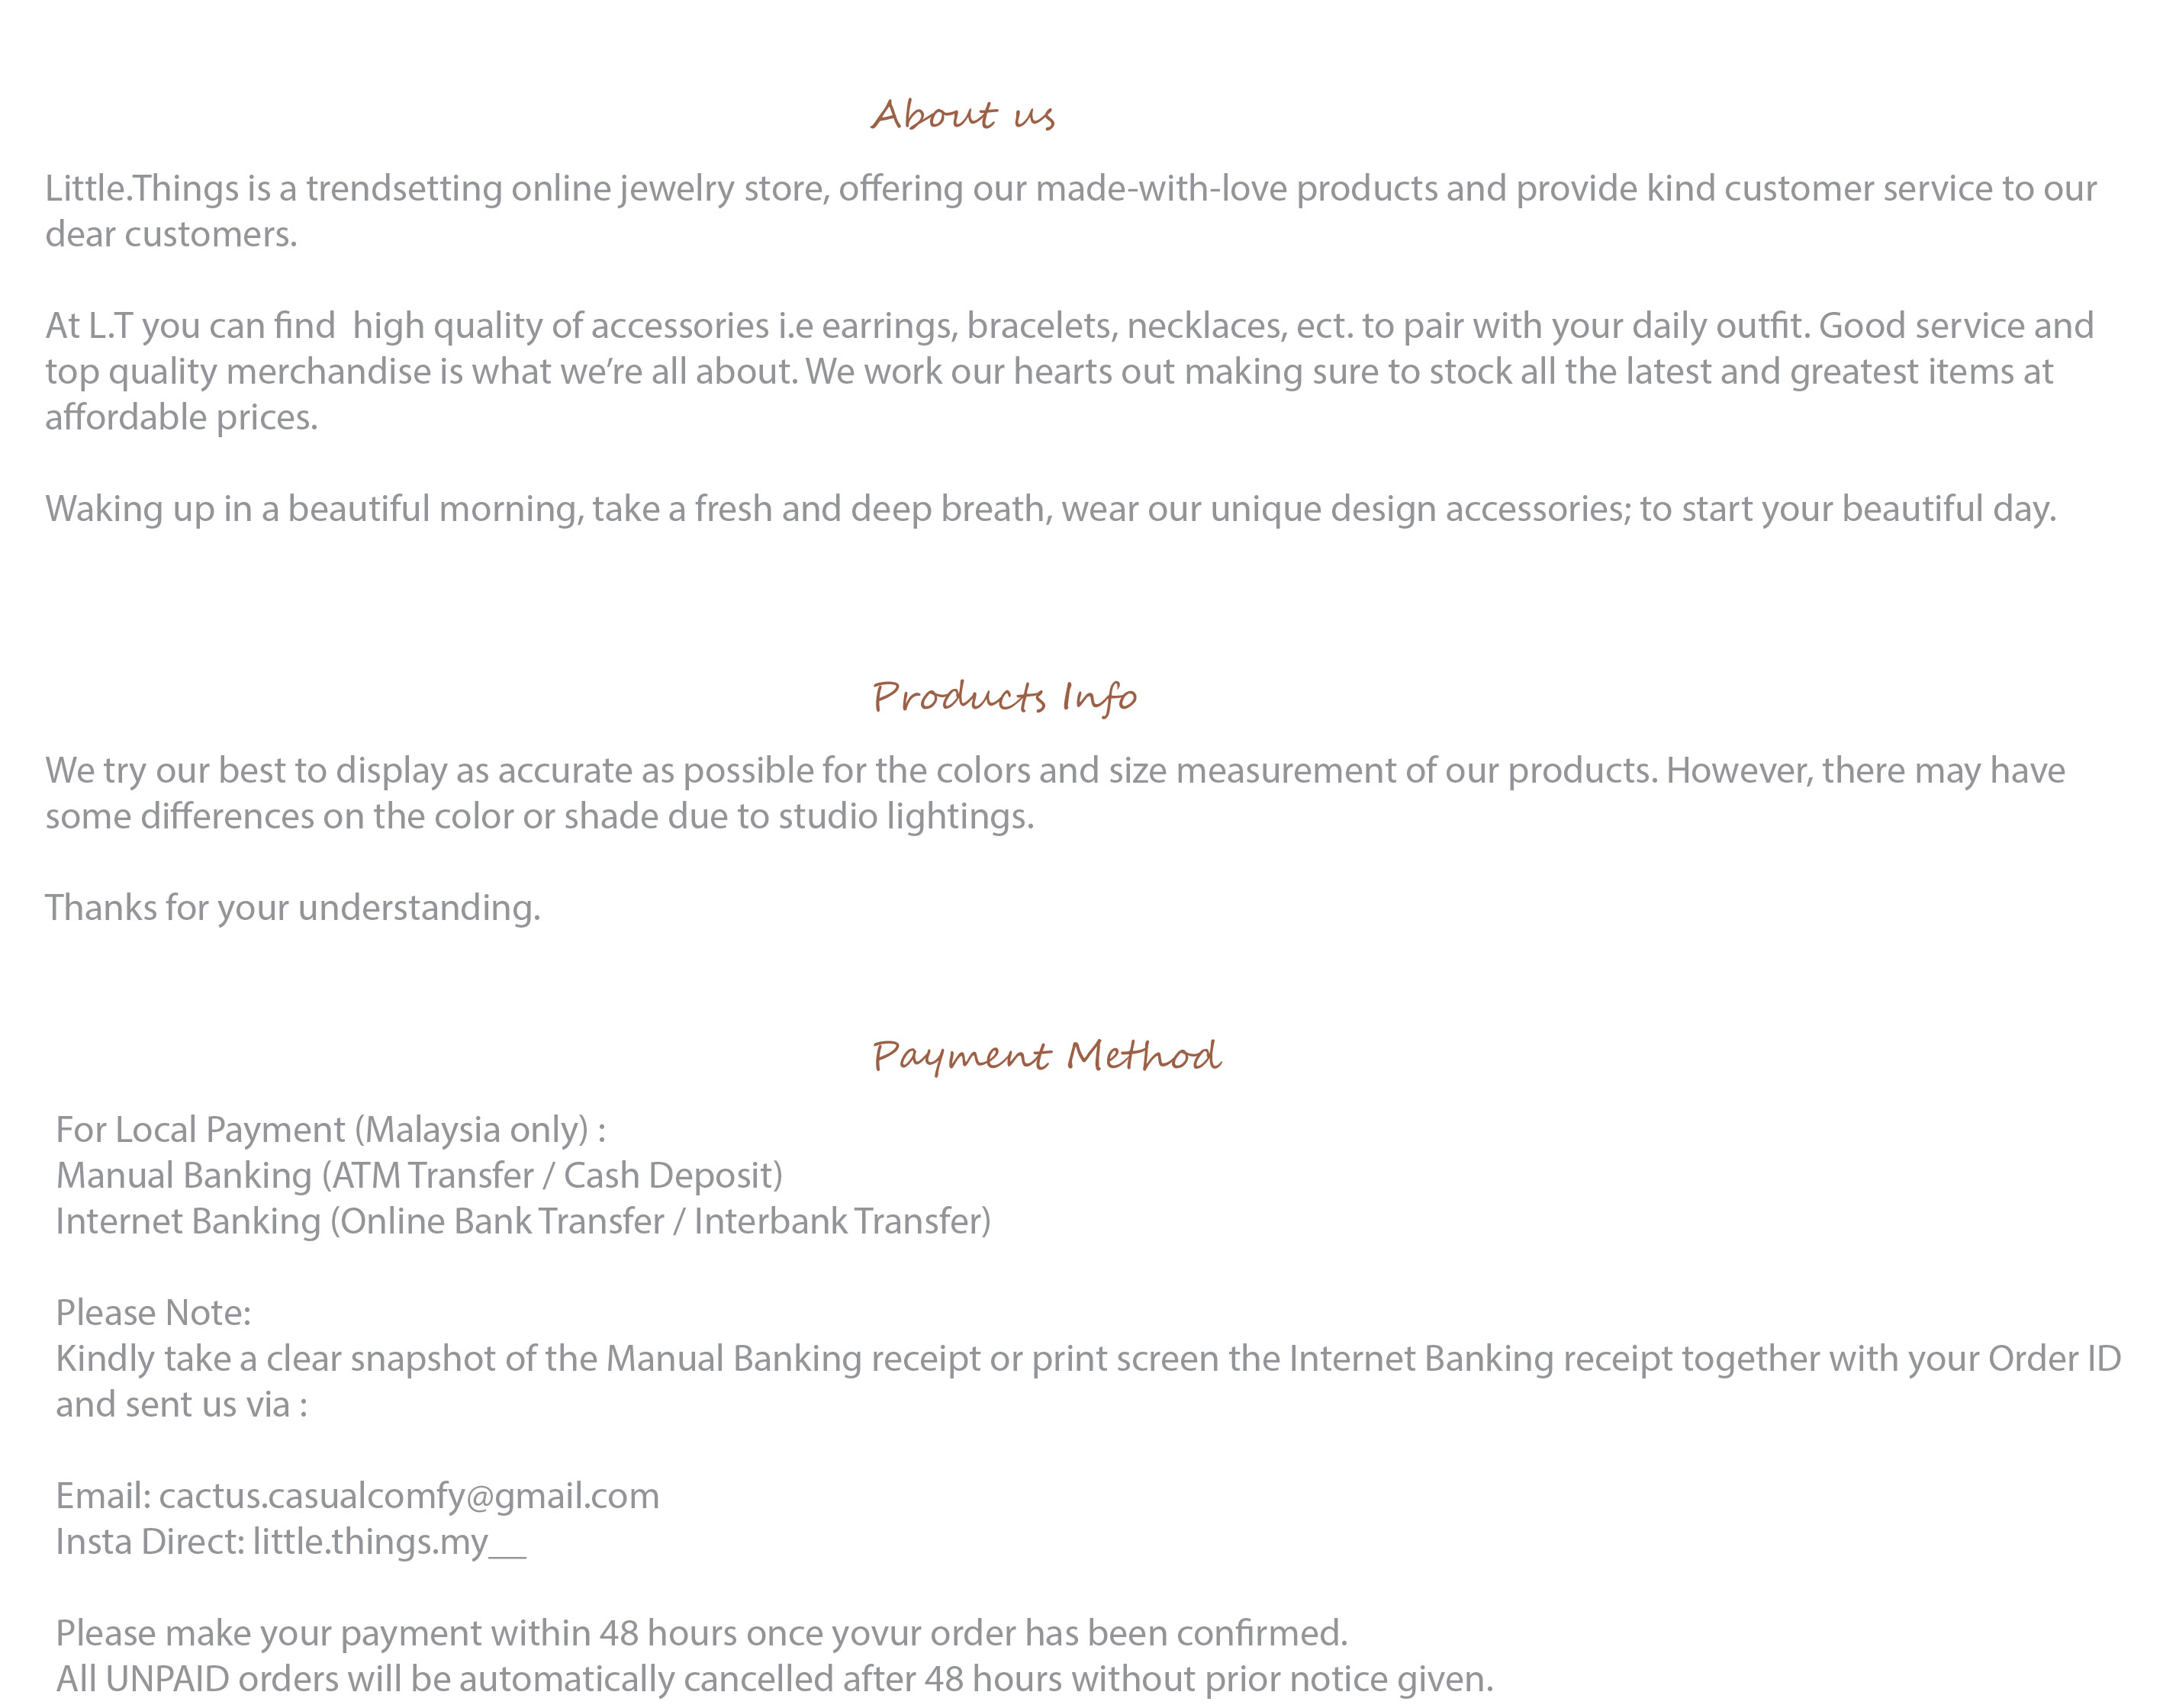 About us
Little.Things is a trendsetting online jewelry store, offering our made-with-love products and provide kind customer service to our
dear customers.
At L.T you can find  high quality of accessories i.e earrings, bracelets, necklaces, ect. to pair with your daily outfit. Good service and
top quality merchandise is what we’re all about. We work our hearts out making sure to stock all the latest and greatest items at
affordable prices.
Waking up in a beautiful morning, take a fresh and deep breath, wear our unique design accessories; to start your beautiful day.
Products Info
We try our best to display as accurate as possible for the colors and size measurement of our products. However, there may have
some differences on the color or shade due to studio lightings.
Thanks for your understanding.
Payment Method
For Local Payment (Malaysia only) :
Manual Banking (ATM Transfer / Cash Deposit)
Internet Banking (Online Bank Transfer / Interbank Transfer)
Please Note:
Kindly take a clear snapshot of the Manual Banking receipt or print screen the Internet Banking receipt together with your Order ID
and sent us via :
Email: cactus.casualcomfy@gmail.com
Insta Direct: little.things.my__
Please make your payment within 48 hours once yovur order has been confirmed.
All UNPAID orders will be automatically cancelled after 48 hours without prior notice given.